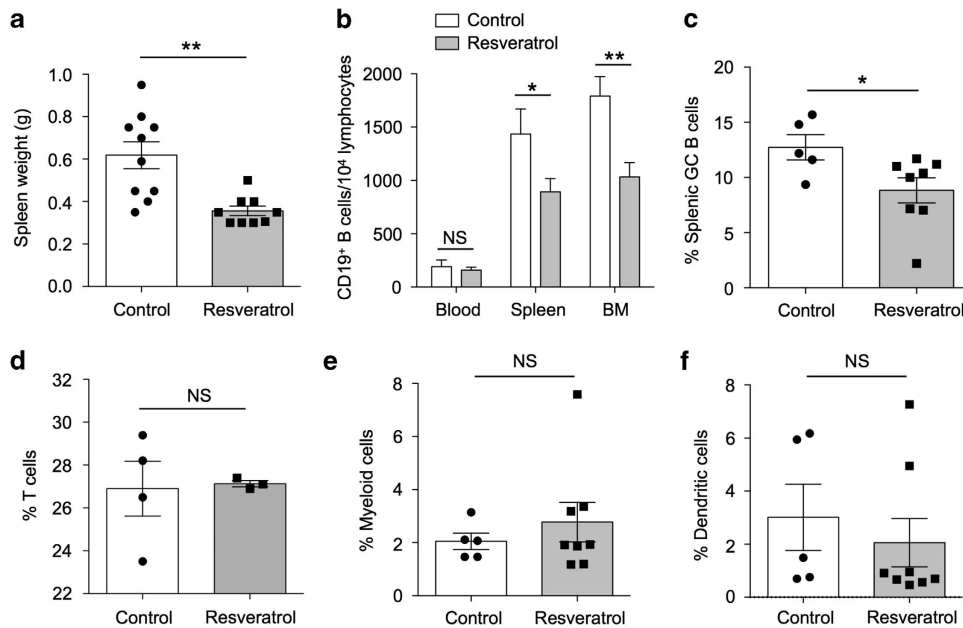 a
**
Spleen weight (g)
1.0
0.8
0.6
0.4
0.2
0.0
Control
Resveratrol
b
Control
Resveratrol
CD19+ B cells/10⁴ lymphocytes
2000
1500
1000
500
0
NS
*
**
Blood
Spleen
BM
c
*
% Splenic GC B cells
20
15
10
5
0
Control
Resveratrol
d
NS
% T cells
32
30
28
26
24
22
Control
Resveratrol
e
NS
% Myeloid cells
8
6
4
2
0
Control
Resveratrol
f
NS
% Dendritic cells
8
6
4
2
0
Control
Resveratrol